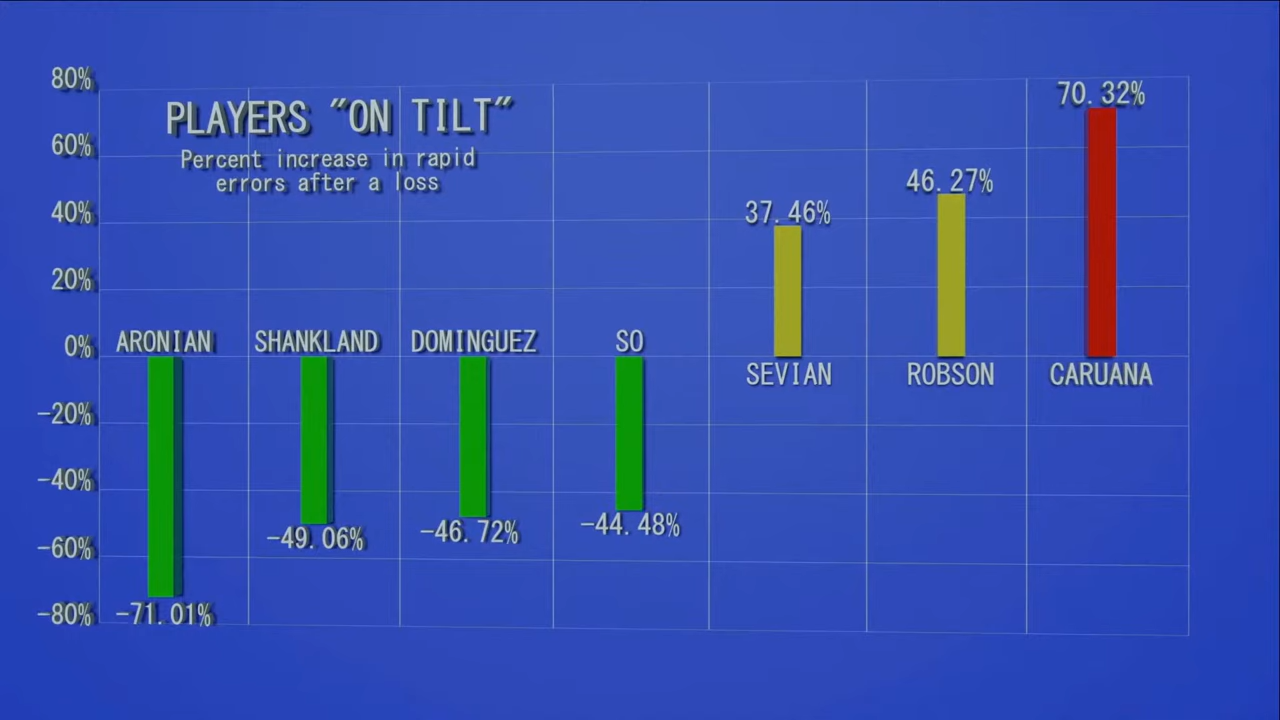 PLAYERS "ON TILT"
Percent increase in rapid
errors after a loss
80%
60%
40%
20%
0%
-20%
-40%
-60%
-80%
ARONIAN
-71.01%
SHANKLAND
-49.06%
DOMINGUEZ
-46.72%
SO
-44.48%
37.46%
SEVIAN
46.27%
ROBSON
70.32%
CARUANA